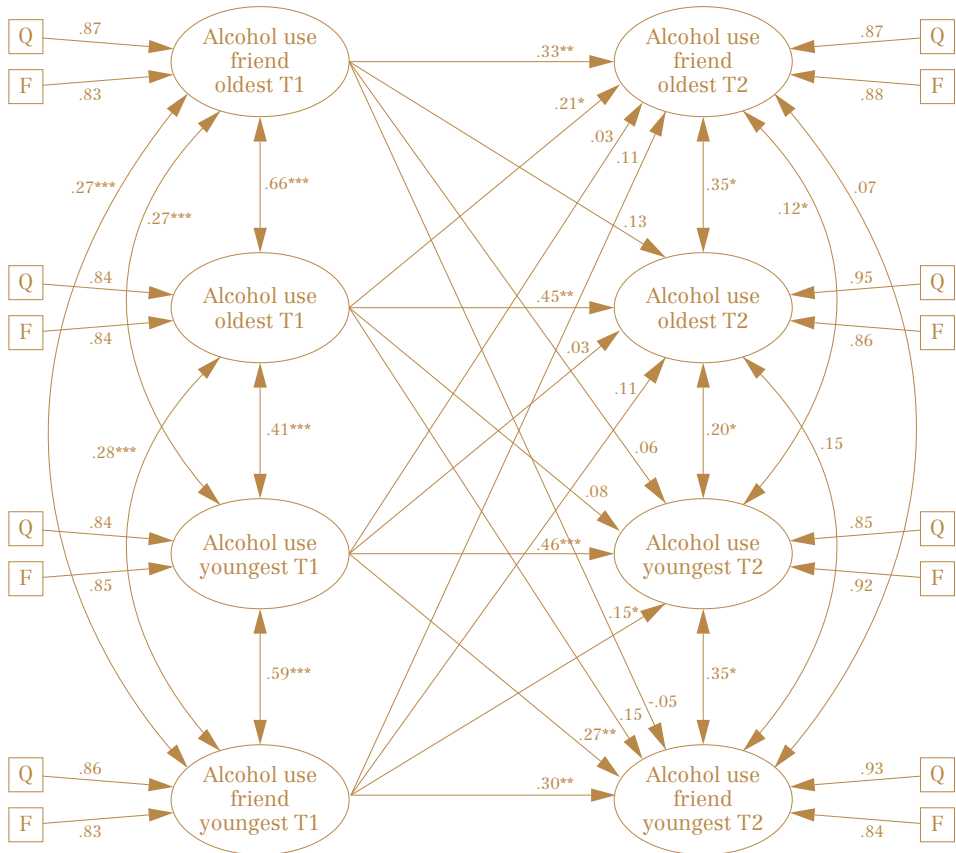 Q
.87
F
.83
Alcohol use
friend
oldest T1
.33**
.21*
.03
.11
Alcohol use
friend
oldest T2
.87
Q
.88
F
.27***
.27***
.66***
.13
.35*
.12*
.07
Q
.84
F
.84
Alcohol use
oldest T1
.45**
.03
.11
Alcohol use
oldest T2
.95
Q
.86
F
.28***
.41***
.06
.08
.20*
.15
Q
.84
F
.85
Alcohol use
youngest T1
.46***
.15*
Alcohol use
youngest T2
.85
Q
.92
F
.59***
.27**
.15
-.05
.35*
Q
.86
F
.83
Alcohol use
friend
youngest T1
.30**
Alcohol use
friend
youngest T2
.93
Q
.84
F